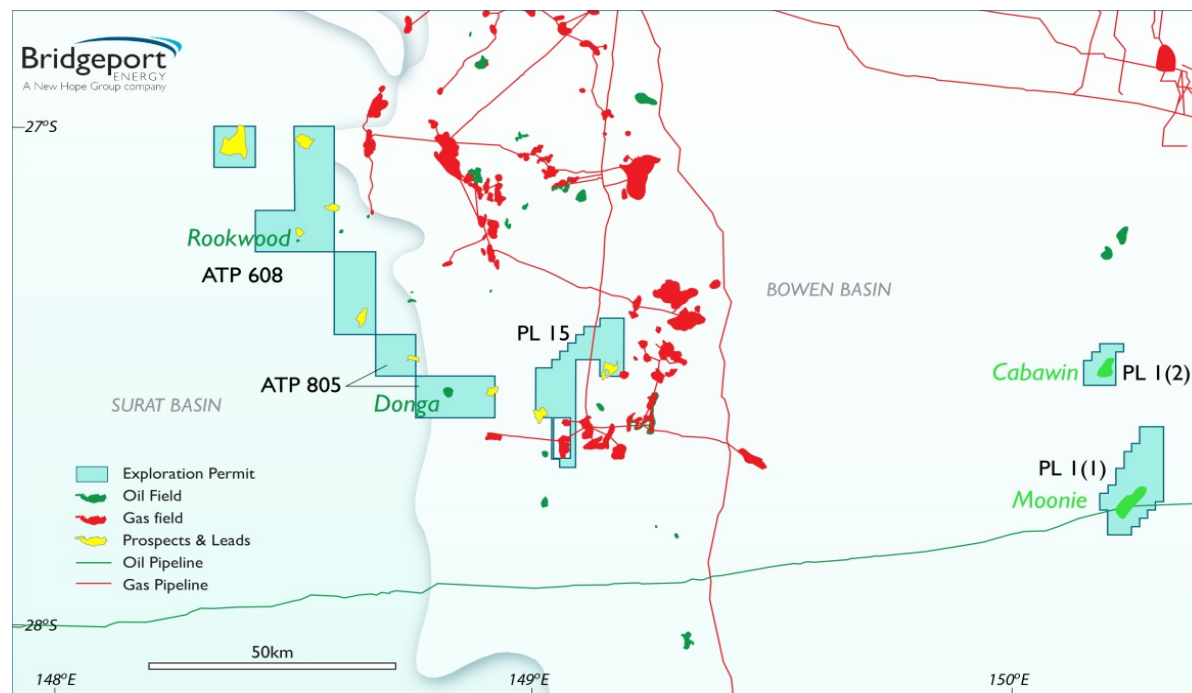 Bridgeport
ENERGY
A New Hope Group company
27°S
Rookwood
ATP 608
BOWEN BASIN
PL 15
ATP 805
Cabawin
PL 1(2)
SURAT BASIN
Donga
Exploration Permit
Oil Field
Gas field
Prospects & Leads
Oil Pipeline
Gas Pipeline
PL 1(1)
Moonie
28°S
50km
148°E
149°E
150°E